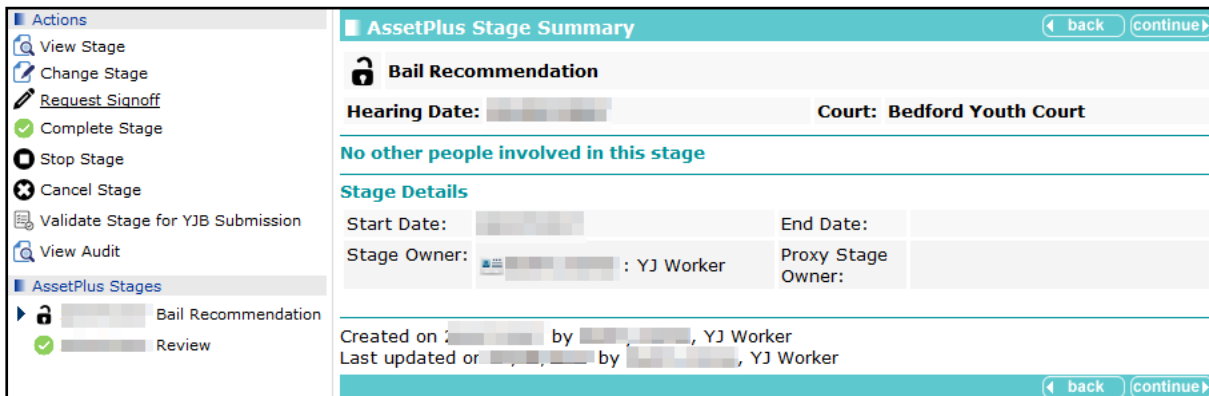 Actions
View Stage
Change Stage
Request Signoff
Complete Stage
Stop Stage
Cancel Stage
Validate Stage for YJB Submission
View Audit
AssetPlus Stages
Bail Recommendation
Review
AssetPlus Stage Summary back continue
Bail Recommendation
Hearing Date: Court: Bedford Youth Court
No other people involved in this stage
Stage Details
Start Date: End Date:
Stage Owner: : YJ Worker Proxy Stage
Owner:
Created on by , YJ Worker
Last updated on by , YJ Worker
back continue